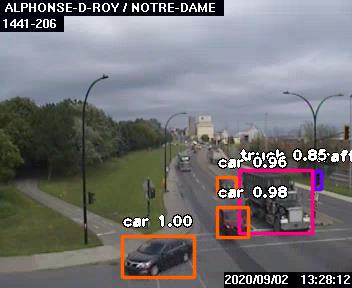 ALPHONSE-D-ROY / NOTRE-DAME
1441-206
truck 0.85
car 0.96
car 0.98
car 1.00
2020/09/02 13:28:12